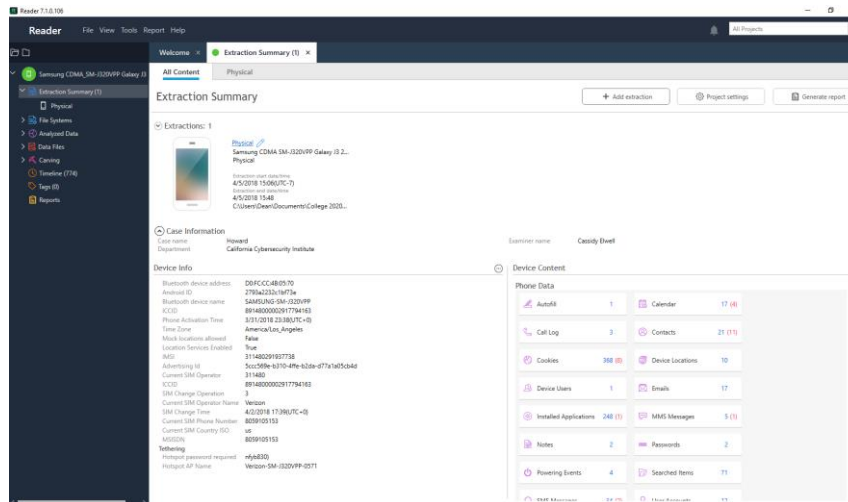 Reader 7.1.0.106
Reader File View Tools Report Help
All Projects
Welcome × Extraction Summary (1) ×
Samsung CDMA_SM-J320VPP Galaxy J3
Extraction Summary (1)
Physical
File Systems
Analyzed Data
Data Files
Carving
Timeline (774)
Tags (0)
Reports
All Content Physical
Extraction Summary
+ Add extraction Project settings Generate report
Extractions: 1
Physical
Samsung CDMA SM-J320VPP Galaxy J3 2...
Physical
Extraction start date/time
4/5/2018 15:06(UTC-7)
Extraction end date/time
4/5/2018 15:48
C:\Users\Dean\Documents\College 2020...
Case Information
Case name Howard Examiner name Cassidy Elwell
Department California Cybersecurity Institute
Device Info
Bluetooth device address D0:FC:CC:48:05:70
Android ID 2793a2232c1bf73e
Bluetooth device name SAMSUNG-SM-J320VPP
ICCID 89148000002917794163
Phone Activation Time 3/31/2018 23:38(UTC+0)
Time Zone America/Los_Angeles
Mock locations allowed False
Location Services Enabled True
IMSI 311480291937738
Advertising Id 5ccc569e-b310-4ffe-b2da-d77a1a05cb4d
Current SIM Operator 311480
ICCID 89148000002917794163
SIM Change Operation 3
Current SIM Operator Name Verizon
SIM Change Time 4/2/2018 17:39(UTC+0)
Current SIM Phone Number 8059105153
Current SIM Country ISO us
MSISDN 8059105153
Tethering
Hotspot password required nfyb830)
Hotspot AP Name Verizon-SM-J320VPP-0571
Device Content
Phone Data
Autofill 1 Calender 17 (4)
Call Log 3 Contacts 21 (11)
Cookies 368 (8) Device Locations 10
Device Users 1 Emails 17
Installed Applications 248 (1) MMS Messages 5 (1)
Notes 2 Passwords 2
Powering Events 4 Searched Items 71
SMS Messages User Accounts